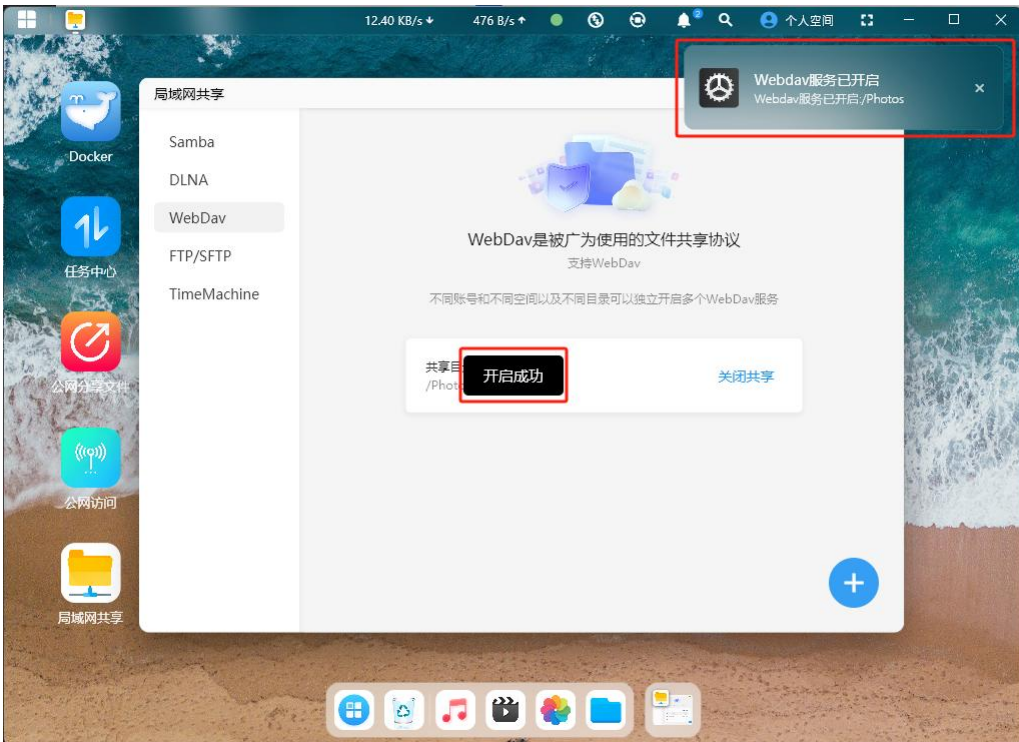 12.40 KB/s
476 B/s
2
个人空间
Webdav服务已开启
Webdav服务已开启:/Photos
局域网共享
Docker
任务中心
公网分享文件
公网访问
局域网共享
Samba
DLNA
WebDav
FTP/SFTP
TimeMachine
WebDav是被广为使用的文件共享协议
支持WebDav
不同账号和不同空间以及不同目录可以独立开启多个WebDav服务
共享目
/Photo
开启成功
关闭共享